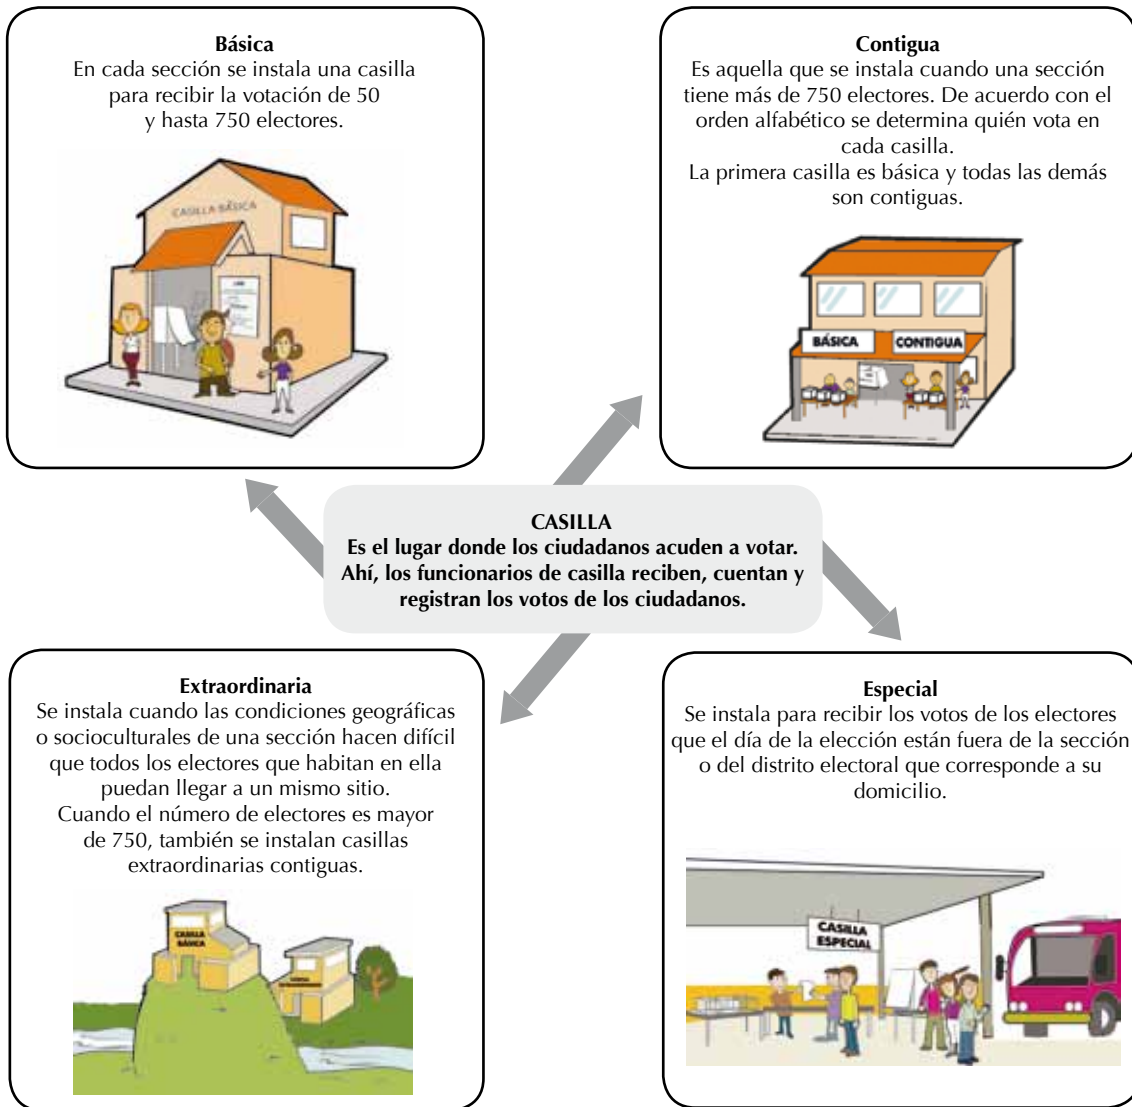 Básica
En cada sección se instala una casilla
para recibir la votación de 50
y hasta 750 electores.
CASILLA BÁSICA
Contigua
Es aquella que se instala cuando una sección
tiene más de 750 electores. De acuerdo con el
orden alfabético se determina quién vota en
cada casilla.
La primera casilla es básica y todas las demás
son contiguas.
BÁSICA
CONTIGUA
CASILLA
Es el lugar donde los ciudadanos acuden a votar.
Ahí, los funcionarios de casilla reciben, cuentan y
registran los votos de los ciudadanos.
Extraordinaria
Se instala cuando las condiciones geográficas
o socioculturales de una sección hacen difícil
que todos los electores que habitan en ella
puedan llegar a un mismo sitio.
Cuando el número de electores es mayor
de 750, también se instalan casillas
extraordinarias contiguas.
CASILLA
BÁSICA
Especial
Se instala para recibir los votos de los electores
que el día de la elección están fuera de la sección
o del distrito electoral que corresponde a su
domicilio.
CASILLA
ESPECIAL